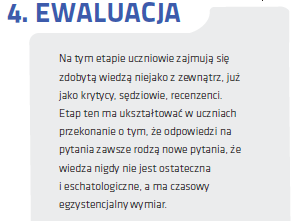 4. EWALUACJA
Na tym etapie uczniowie zajmują się
zdobytą wiedzą niejako z zewnątrz, już
jako krytycy, sędziowie, recenzenci.
Etap ten ma ukształtować w uczniach
przekonanie o tym, że odpowiedzi na
pytania zawsze rodzą nowe pytania, że
wiedza nigdy nie jest ostateczna
i eschatologiczne, a ma czasowy
egzystencjalny wymiar.